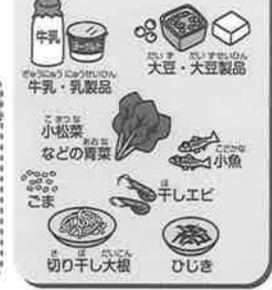 牛乳
ぎゅうにゅう にゅうせいひん
牛乳・乳製品
だいず だいずせいひん
大豆・大豆製品
こまつな
小松菜
あおな
などの青菜
こざかな
小魚
ごま
ほ
干しエビ
き ぼ だいこん
切り干し大根
ひじき